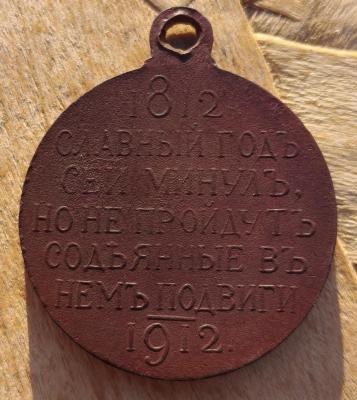 1812
СЛАВНЫЙ ГОДЪ
СЕЙ МИНУЛЪ,
НО НЕ ПРОЙДУТЪ
СОДѢЯННЫЕ ВЪ
НЕМЪ ПОДВИГИ
1912.